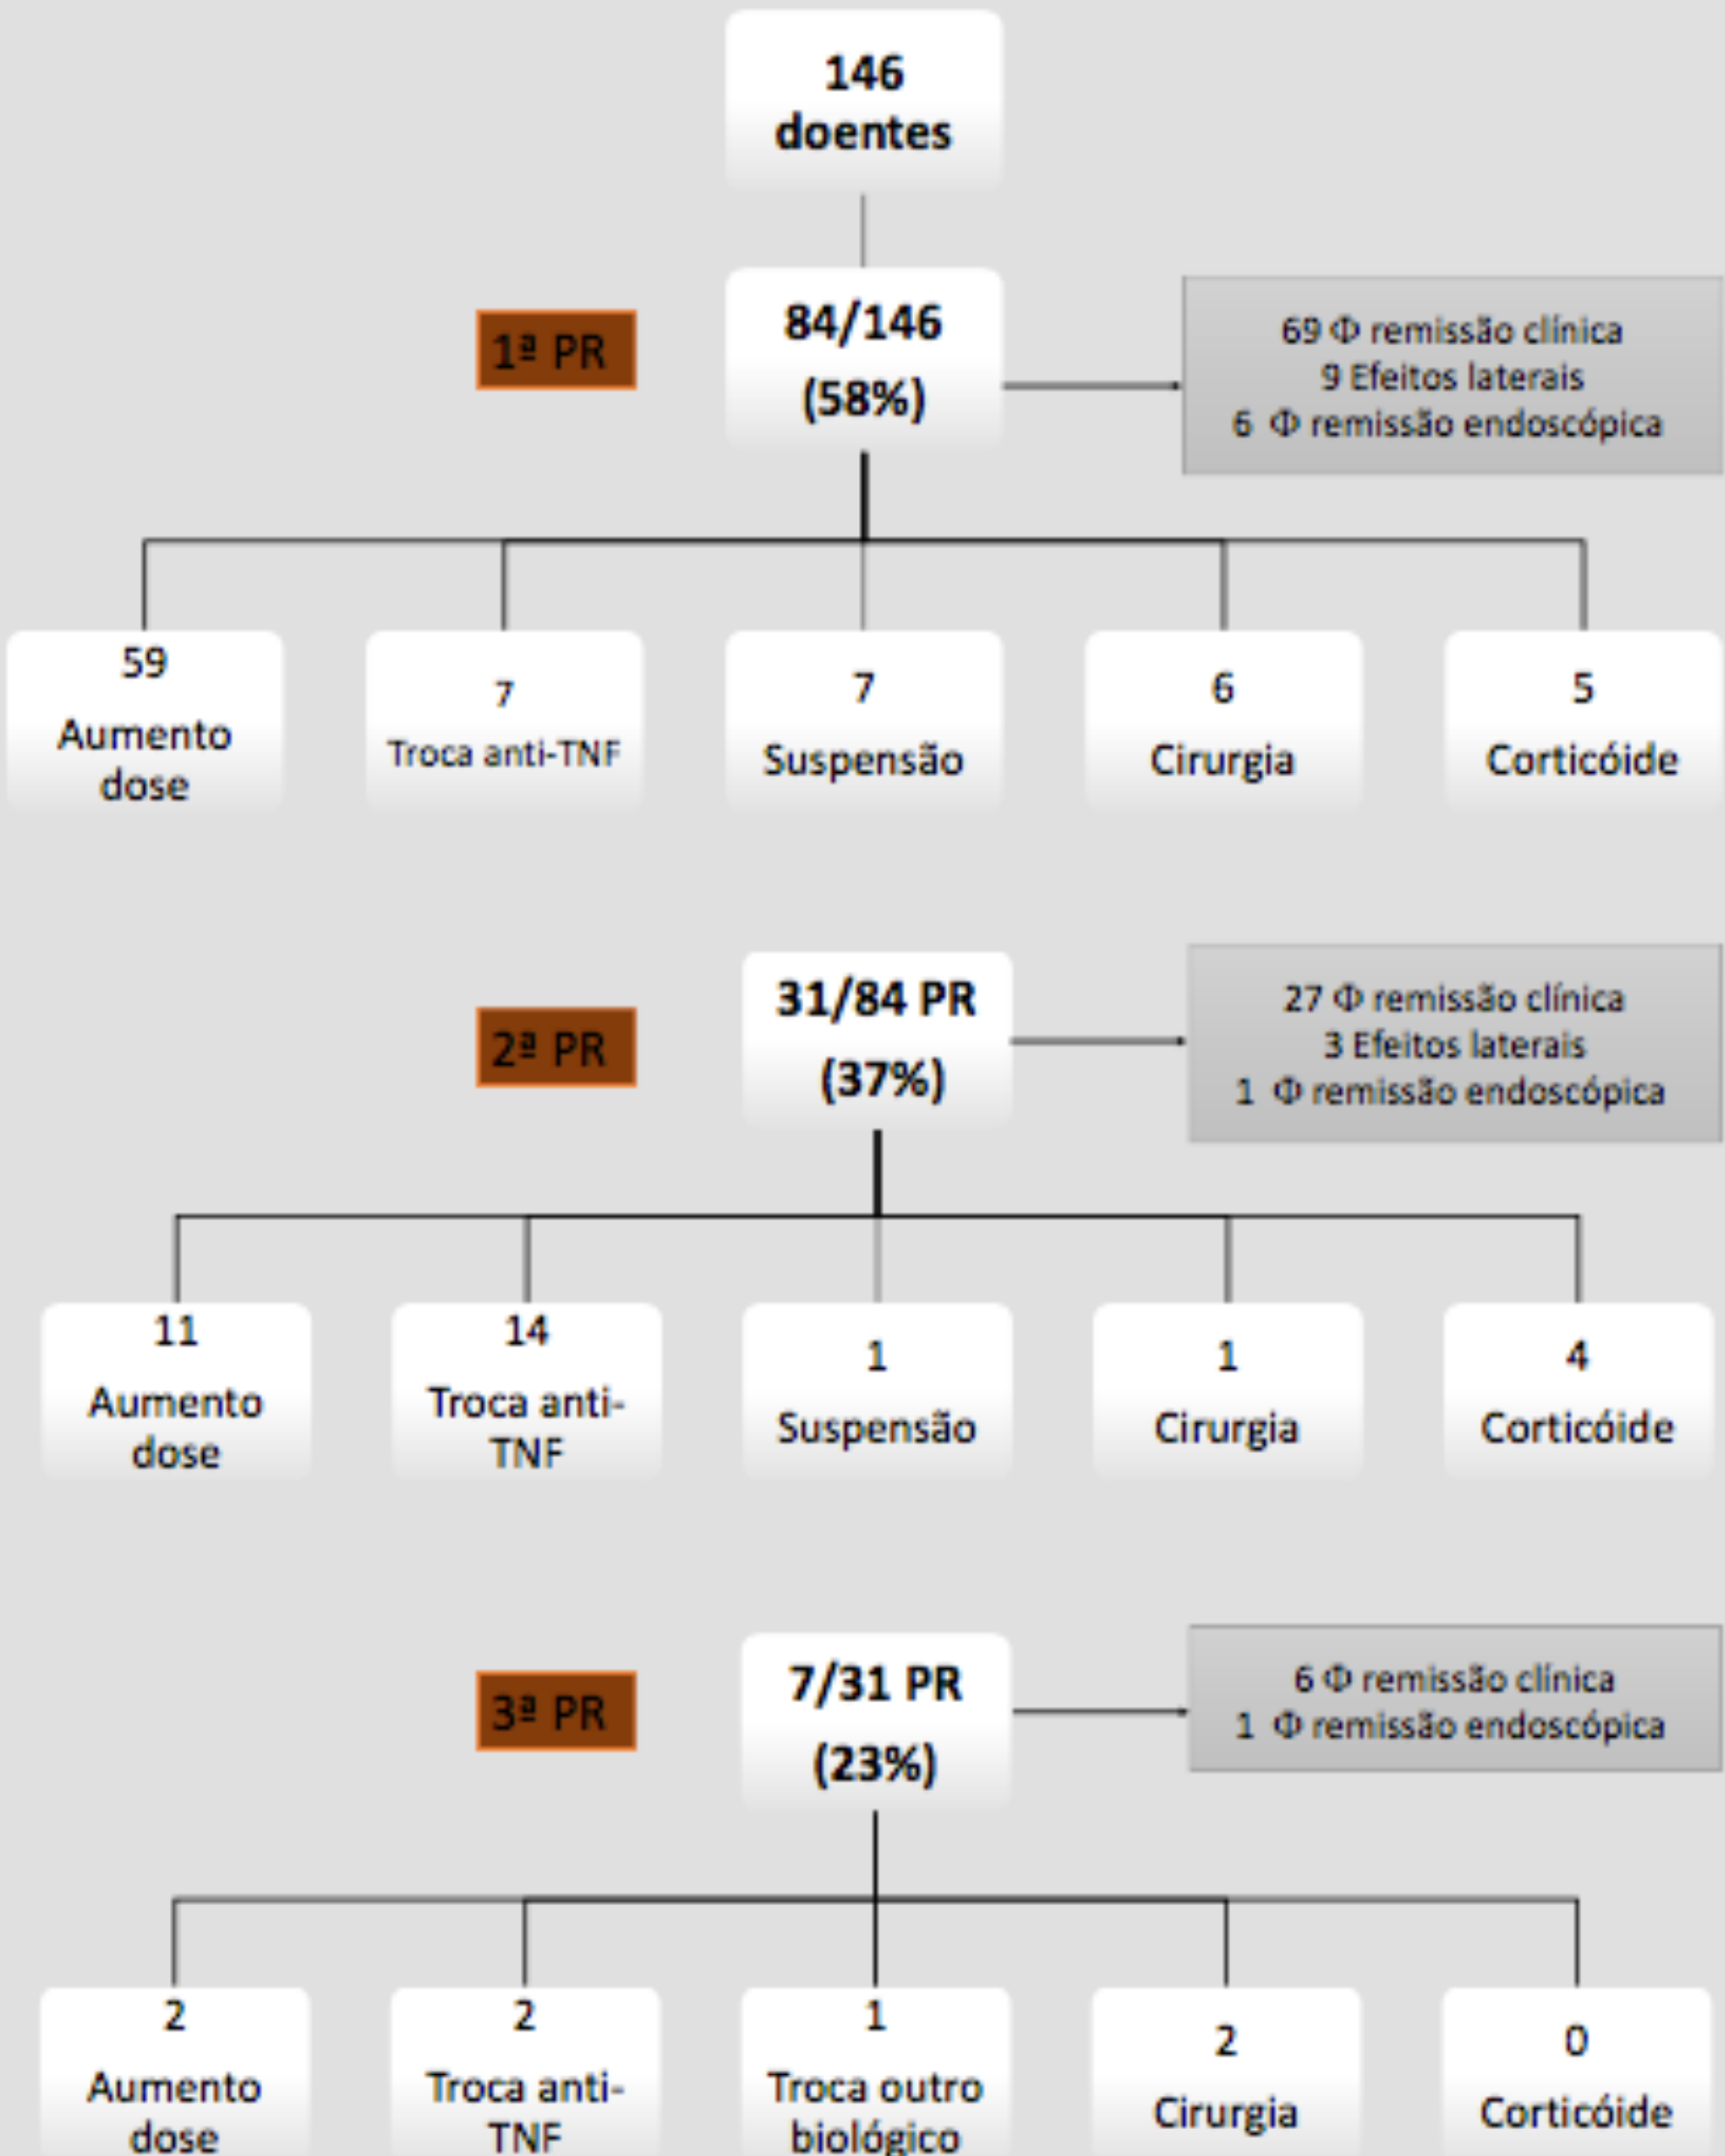 146
doentes
1ª PR
84/146
(58%)
69 Φ remissão clínica
9 Efeitos laterais
6 Φ remissão endoscópica
59
Aumento
dose
7
Troca anti-TNF
7
Suspensão
6
Cirurgia
5
Corticóide
2ª PR
31/84 PR
(37%)
27 Φ remissão clínica
3 Efeitos laterais
1 Φ remissão endoscópica
11
Aumento
dose
14
Troca anti-
TNF
1
Suspensão
1
Cirurgia
4
Corticóide
3ª PR
7/31 PR
(23%)
6 Φ remissão clínica
1 Φ remissão endoscópica
2
Aumento
dose
2
Troca anti-
TNF
1
Troca outro
biológico
2
Cirurgia
0
Corticóide